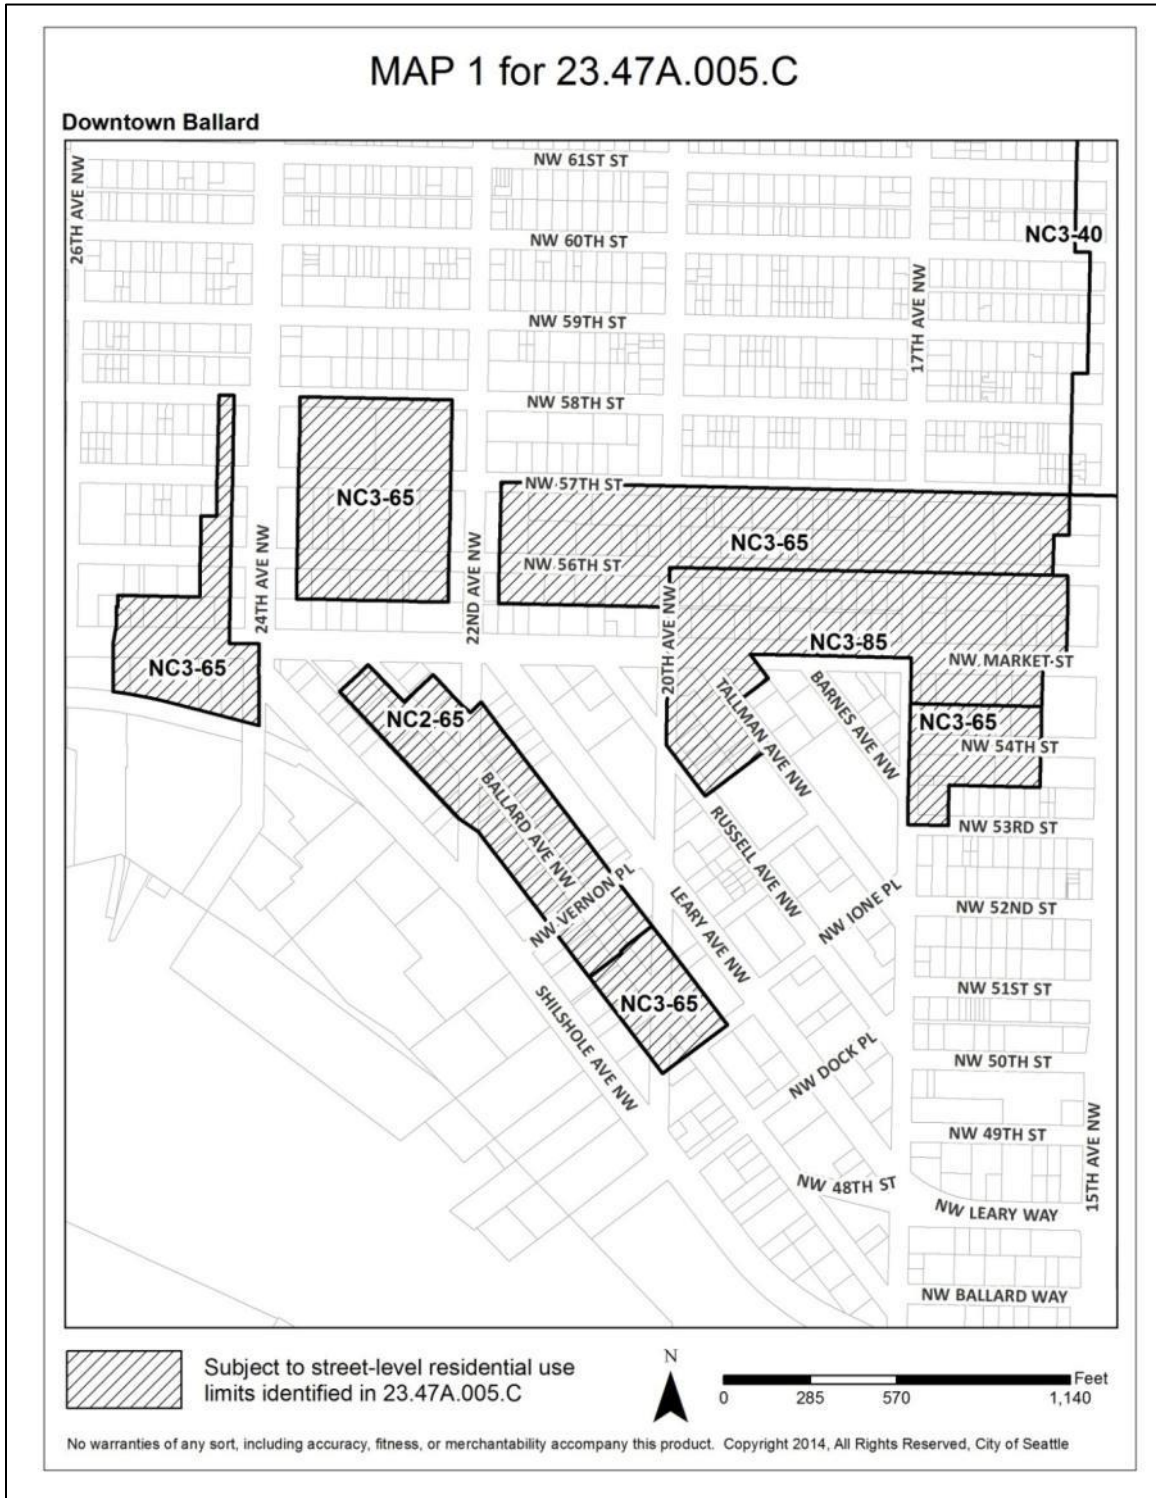 MAP 1 for 23.47A.005.C
Downtown Ballard
NW 61ST ST
26TH AVE NW
NC3-40
NW 60TH ST
17TH AVE NW
NW 59TH ST
NW 58TH ST
NC3-65
NW 57TH ST
NC3-65
24TH AVE NW
22ND AVE NW
NW 56TH ST
20TH AVE NW
NC3-85
NC3-65
NW MARKET ST
TALLMAN AVE NW
BARNES AVE NW
NC2-65
NC3-65
NW 54TH ST
BALLARD AVE NW
RUSSELL AVE NW
NW 53RD ST
NW VERNON PL
LEARY AVE NW
NW IONE PL
NW 52ND ST
NW 51ST ST
NC3-65
SHILSHOLE AVE NW
NW DOCK PL
NW 50TH ST
NW 49TH ST
15TH AVE NW
NW 48TH ST
NW LEARY WAY
NW BALLARD WAY
Subject to street-level residential use
limits identified in 23.47A.005.C
N
Feet
0 285 570 1,140
No warranties of any sort, including accuracy, fitness, or merchantability accompany this product. Copyright 2014, All Rights Reserved, City of Seattle